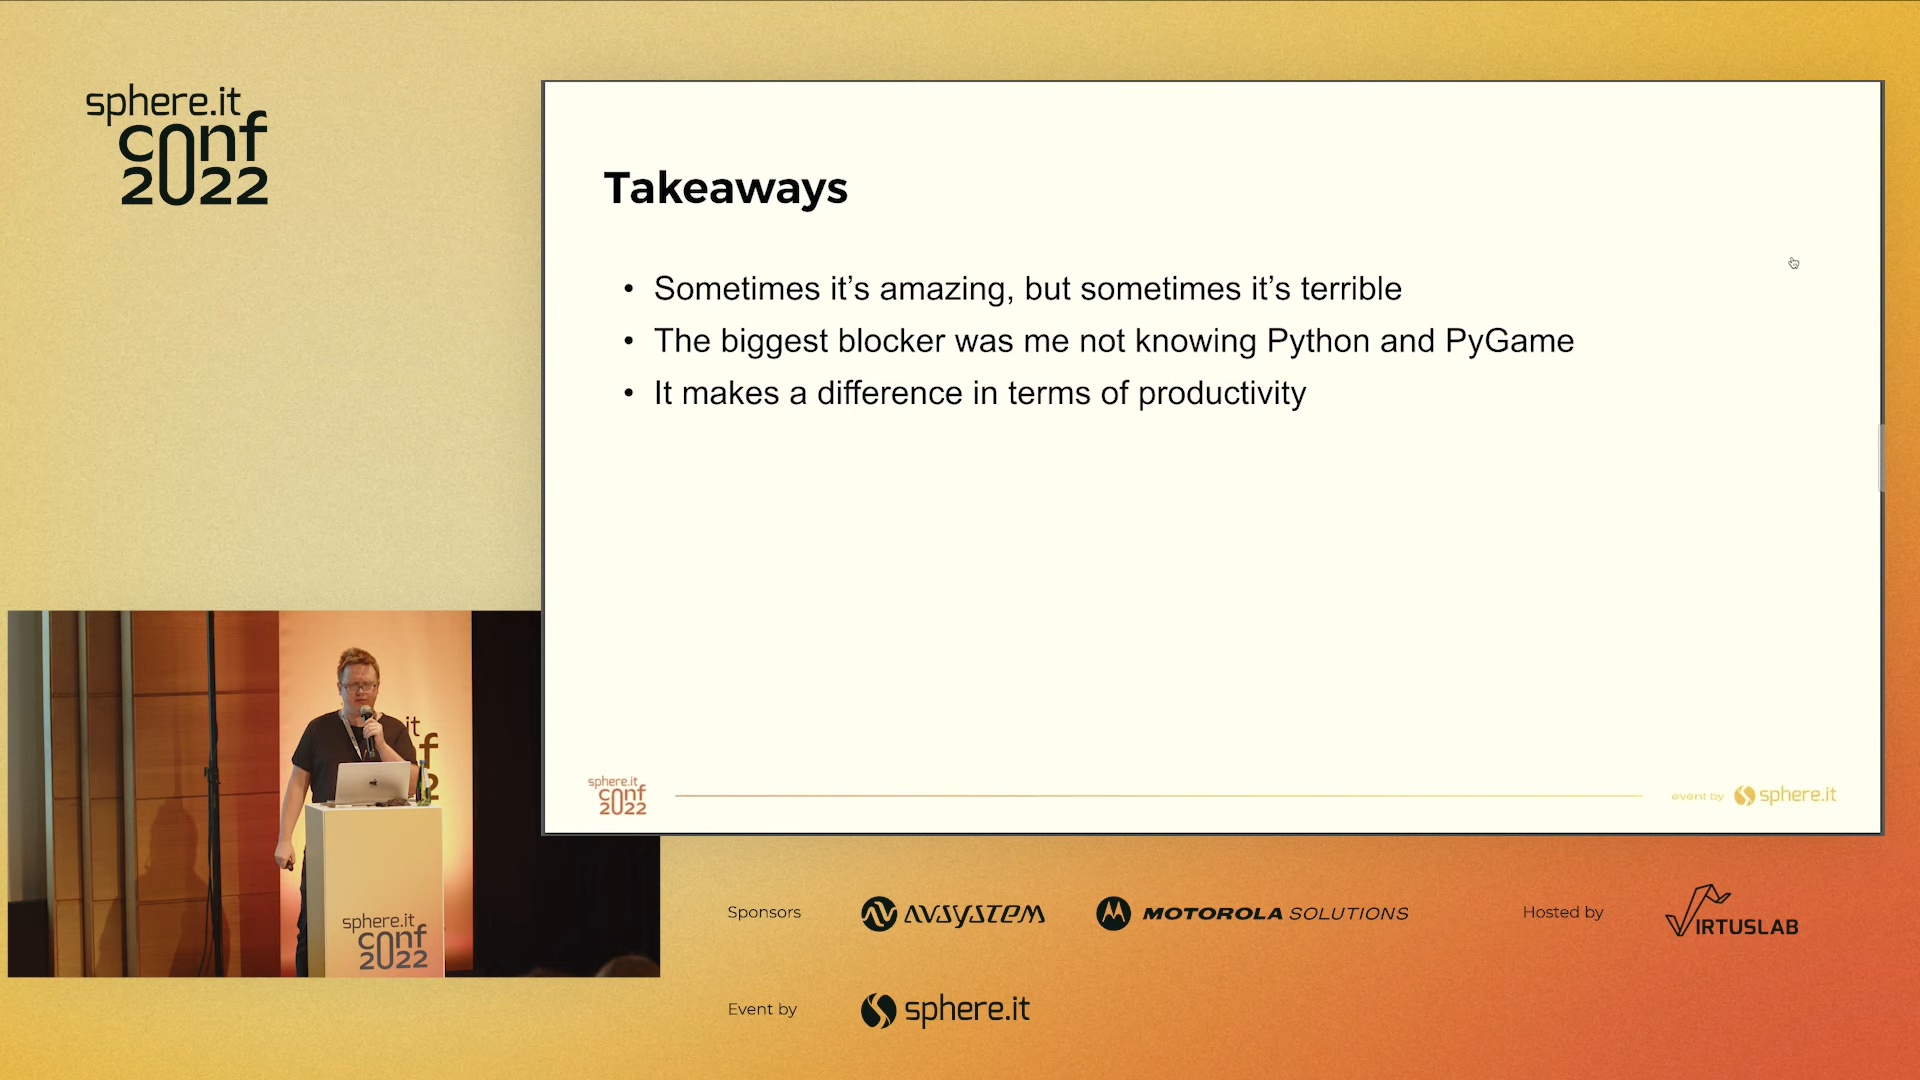 sphere.it
conf
2022
Takeaways
• Sometimes it’s amazing, but sometimes it’s terrible
• The biggest blocker was me not knowing Python and PyGame
• It makes a difference in terms of productivity
sphere.it
conf
2022
event by sphere.it
it
f
2
sphere.it
conf
2022
Sponsors AVSYSTEM MOTOROLA SOLUTIONS Hosted by VIRTUSLAB
Event by sphere.it